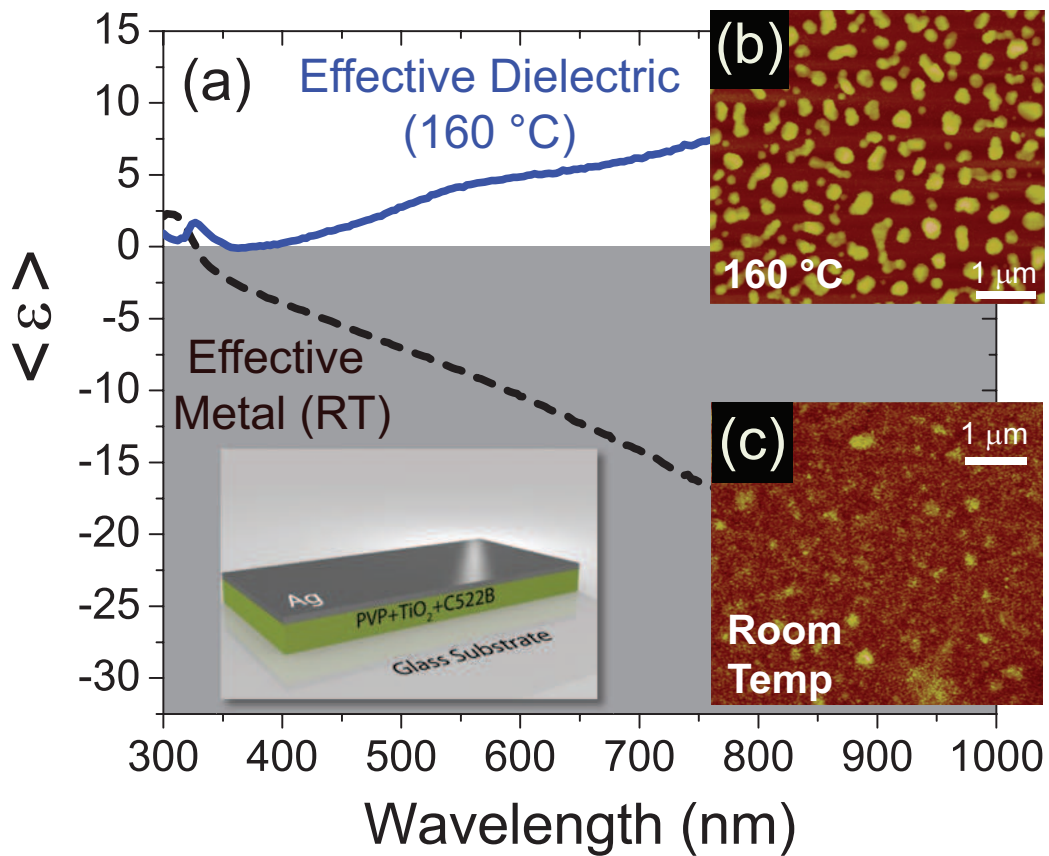 (a)
Effective Dielectric
(160 °C)
(b)
160 °C
1 μm
15
10
5
0
-5
-10
-15
-20
-25
-30
< ε >
Effective
Metal (RT)
Ag
PVP+TiO₂+C522B
Glass Substrate
(c)
1 μm
Room
Temp
300 400 500 600 700 800 900 1000
Wavelength (nm)